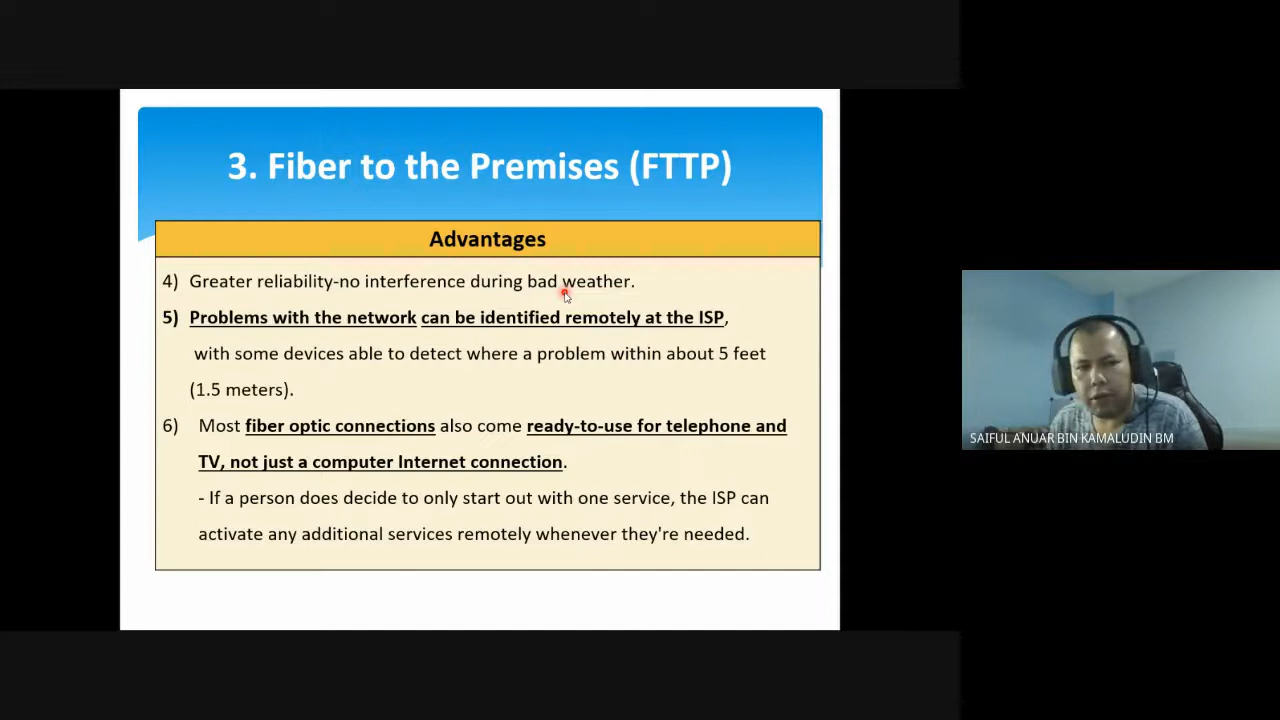 3. Fiber to the Premises (FTTP)
Advantages
4) Greater reliability-no interference during bad weather.
5) Problems with the network can be identified remotely at the ISP,
with some devices able to detect where a problem within about 5 feet
(1.5 meters).
6) Most fiber optic connections also come ready-to-use for telephone and
TV, not just a computer Internet connection.
- If a person does decide to only start out with one service, the ISP can
activate any additional services remotely whenever they're needed.
SAIFUL ANUAR BIN KAMALUDIN BM